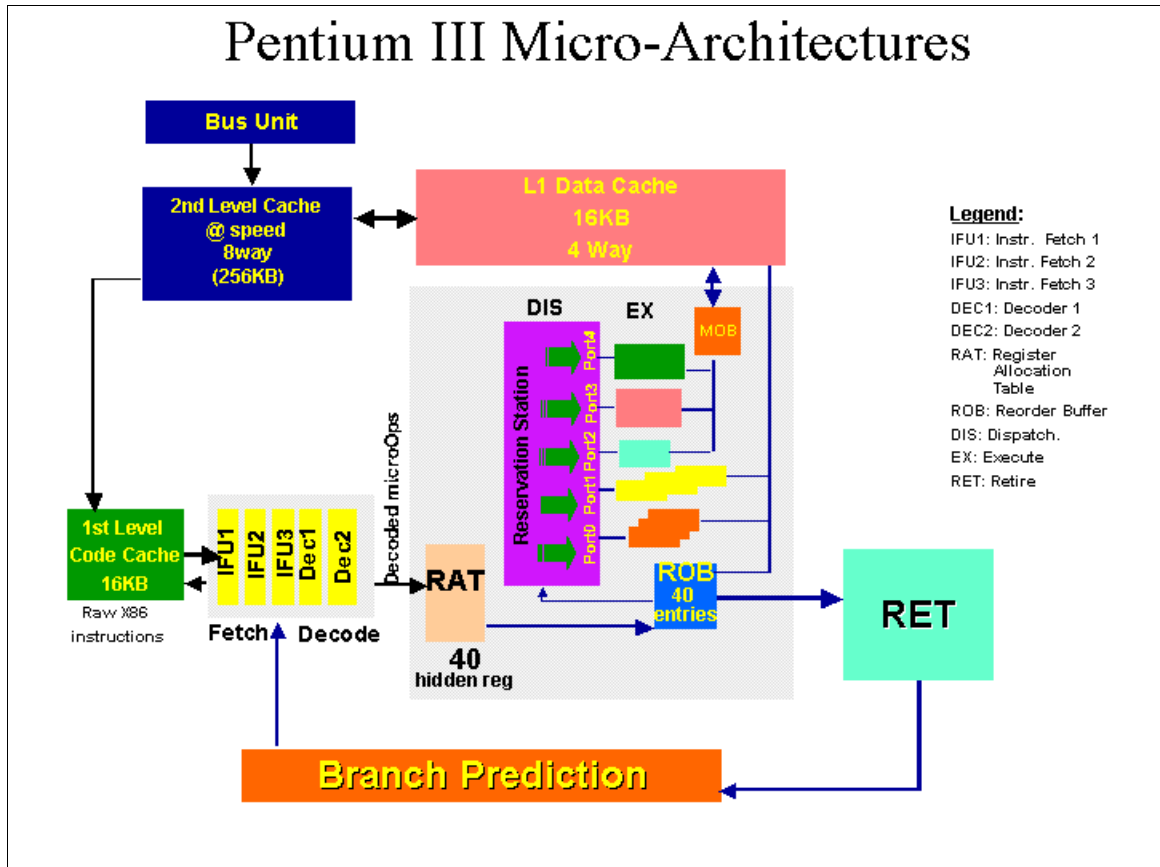 Pentium III Micro-Architectures
Bus Unit
2nd Level Cache
@ speed
8way
(256KB)
L1 Data Cache
16KB
4 Way
DIS
EX
MOB
Reservation Station
Port4
Port3
Port2
Port1
Port0
1st Level
Code Cache
16KB
Raw X86
instructions
IFU1
IFU2
IFU3
Dec1
Dec2
Fetch
Decode
Decoded microOps
RAT
40
hidden reg
ROB
40
entries
RET
Branch Prediction
Legend:
IFU1: Instr. Fetch 1
IFU2: Instr. Fetch 2
IFU3: Instr. Fetch 3
DEC1: Decoder 1
DEC2: Decoder 2
RAT: Register
Allocation
Table
ROB: Reorder Buffer
DIS: Dispatch.
EX: Execute
RET: Retire